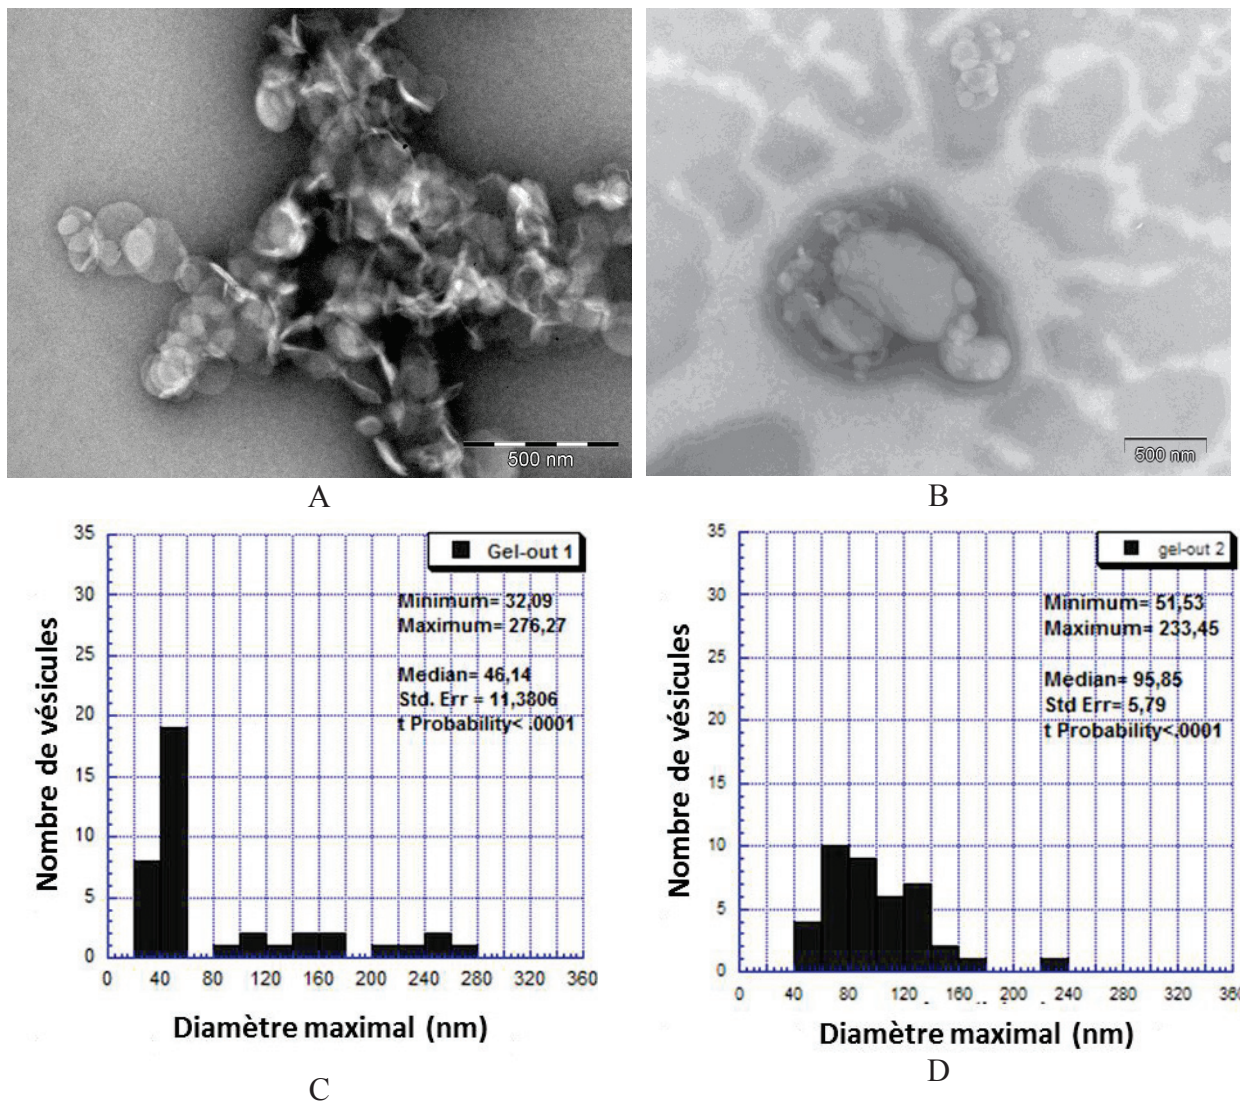 500 nm
500 nm
A
B
35
30
25
20
15
10
5
0
0 40 80 120 160 200 240 280 320 360
Nombre de vésicules
Gel-out 1
Minimum= 32,09
Maximum= 276,27
Median= 46,14
Std. Err = 11,3806
t Probability< .0001
Diamètre maximal (nm)
C
35
30
25
20
15
10
5
0
0 40 80 120 160 200 240 280 320 360
Nombre de vésicules
gel-out 2
Minimum= 51,53
Maximum= 233,45
Median= 95,85
Std Err= 5,79
t Probability<.0001
Diamètre maximal (nm)
D